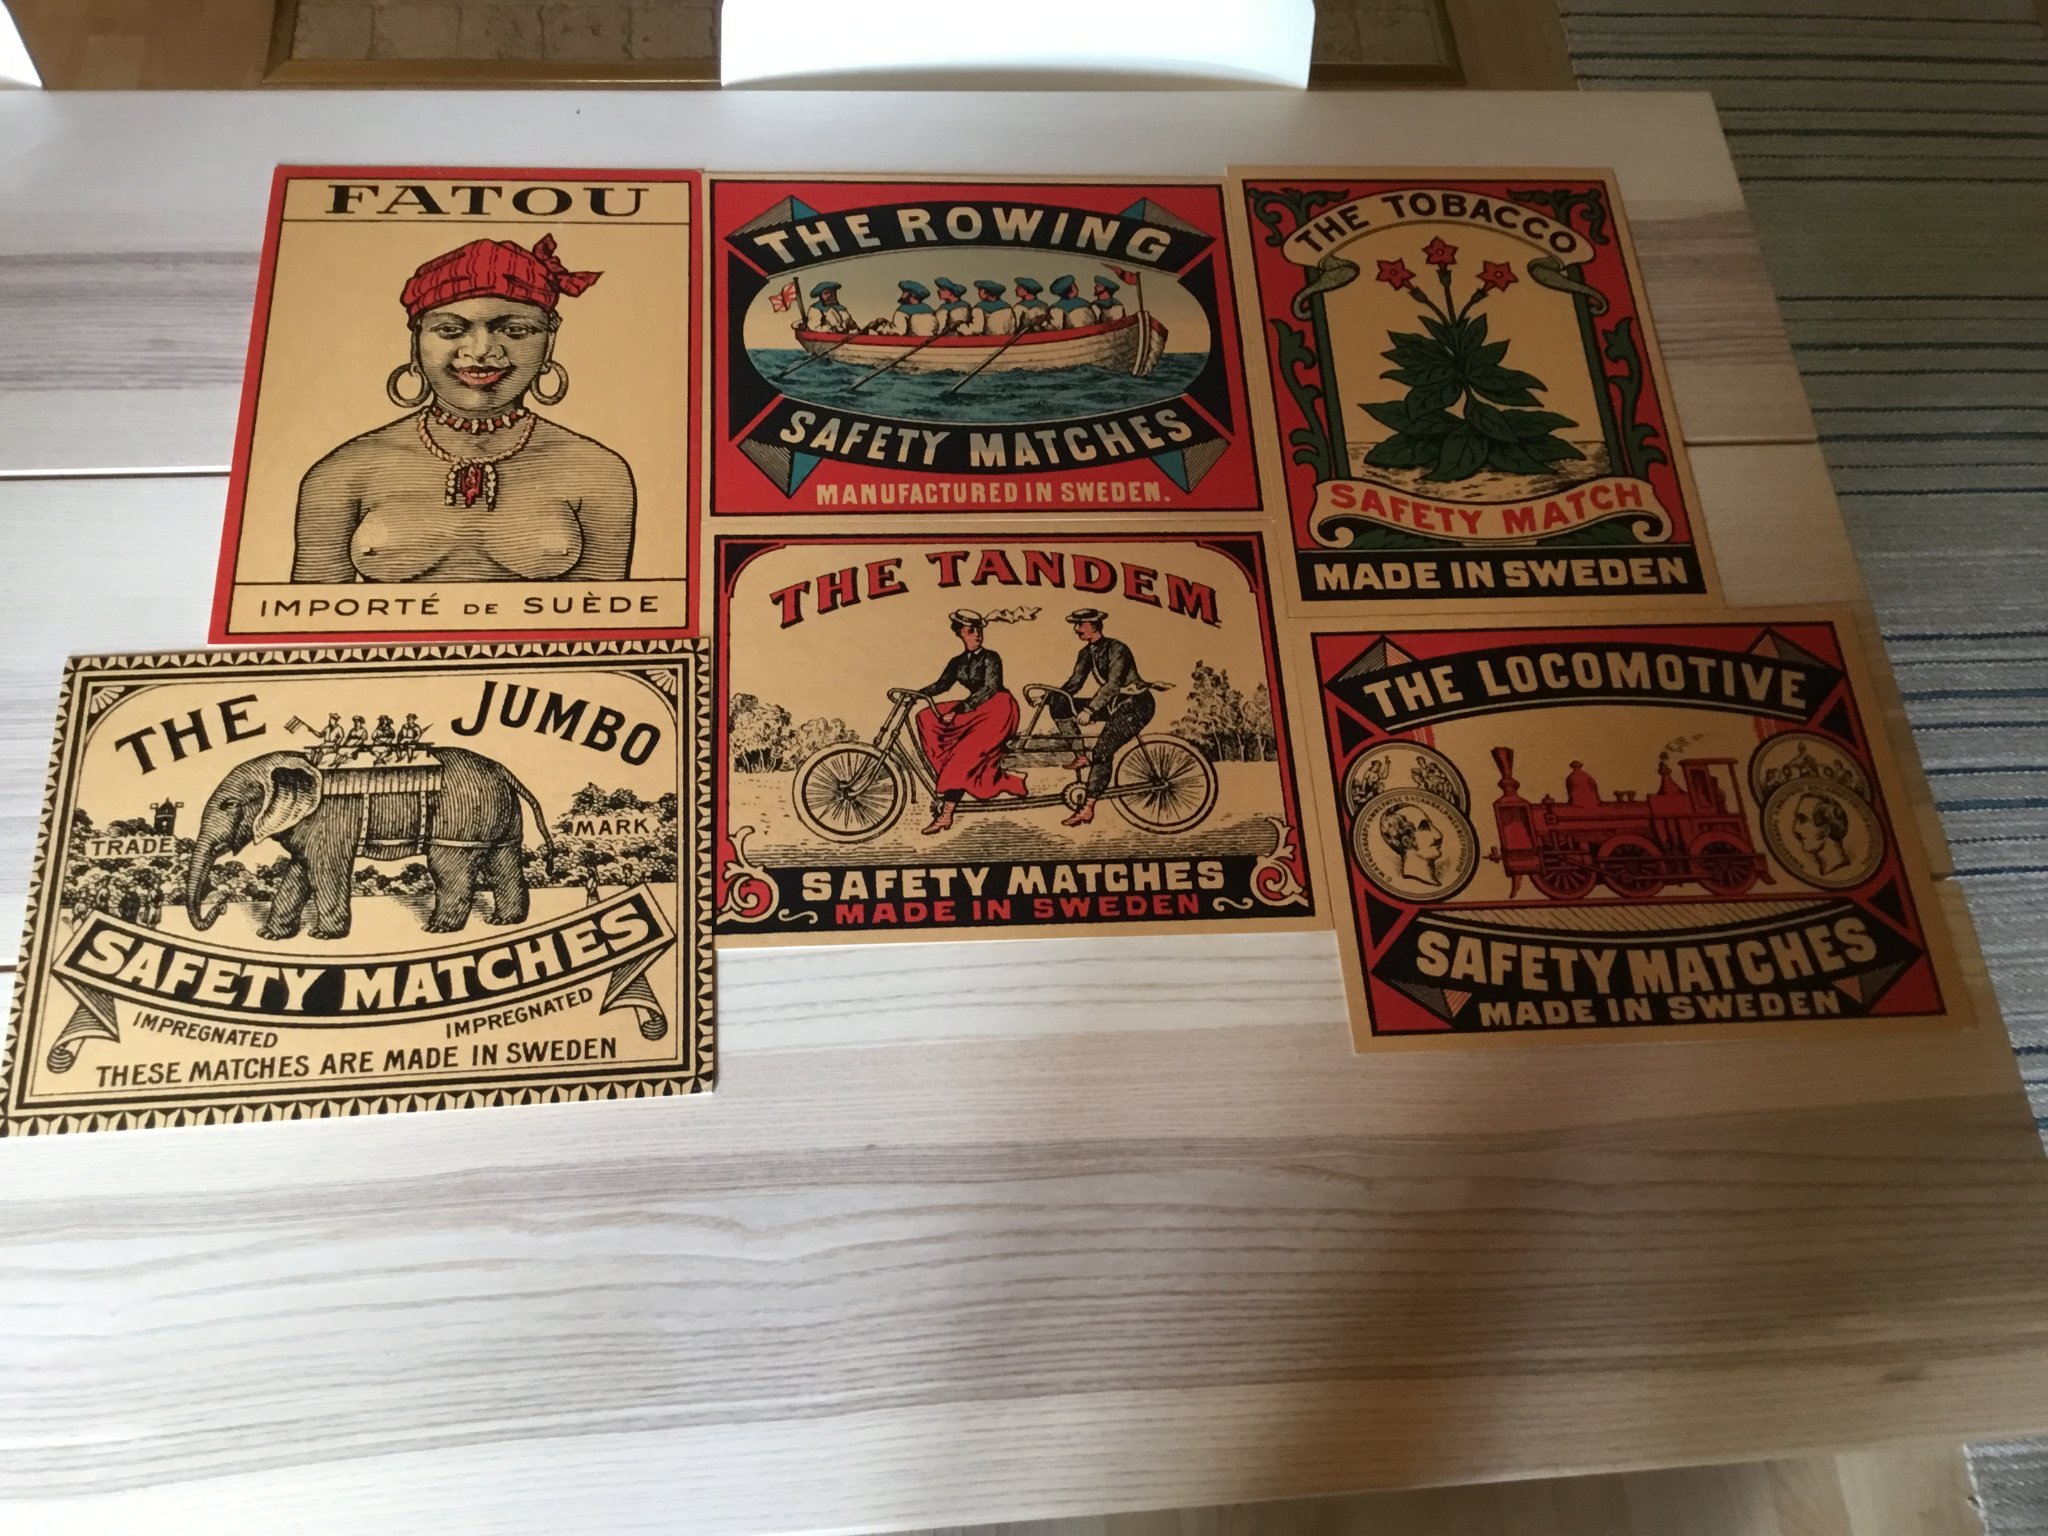 FATOU
IMPORTÉ DE SUÈDE
THE ROWING
SAFETY MATCHES
MANUFACTURED IN SWEDEN.
THE TOBACCO
SAFETY MATCH
MADE IN SWEDEN
THE JUMBO
TRADE MARK
SAFETY MATCHES
IMPREGNATED IMPREGNATED
THESE MATCHES ARE MADE IN SWEDEN
THE TANDEM
SAFETY MATCHES
MADE IN SWEDEN
THE LOCOMOTIVE
SAFETY MATCHES
MADE IN SWEDEN